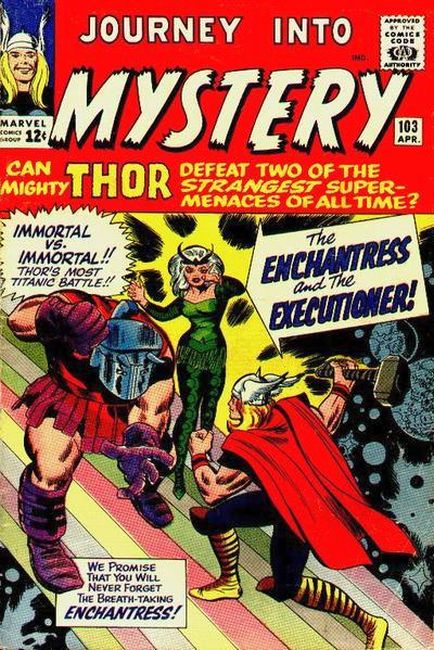 JOURNEY INTO
MYSTERY
IND.
APPROVED
BY THE
COMICS
CODE
AUTHORITY
MARVEL
COMICS
GROUP
12¢
103
APR.
CAN
MIGHTY
THOR
DEFEAT TWO OF THE
STRANGEST SUPER-
MENACES OF ALL TIME?
IMMORTAL
VS.
IMMORTAL!!
THOR'S MOST
TITANIC BATTLE!!
The
ENCHANTRESS
and The
EXECUTIONER!
WE PROMISE
THAT YOU WILL
NEVER FORGET
THE BREATH-TAKING
ENCHANTRESS!